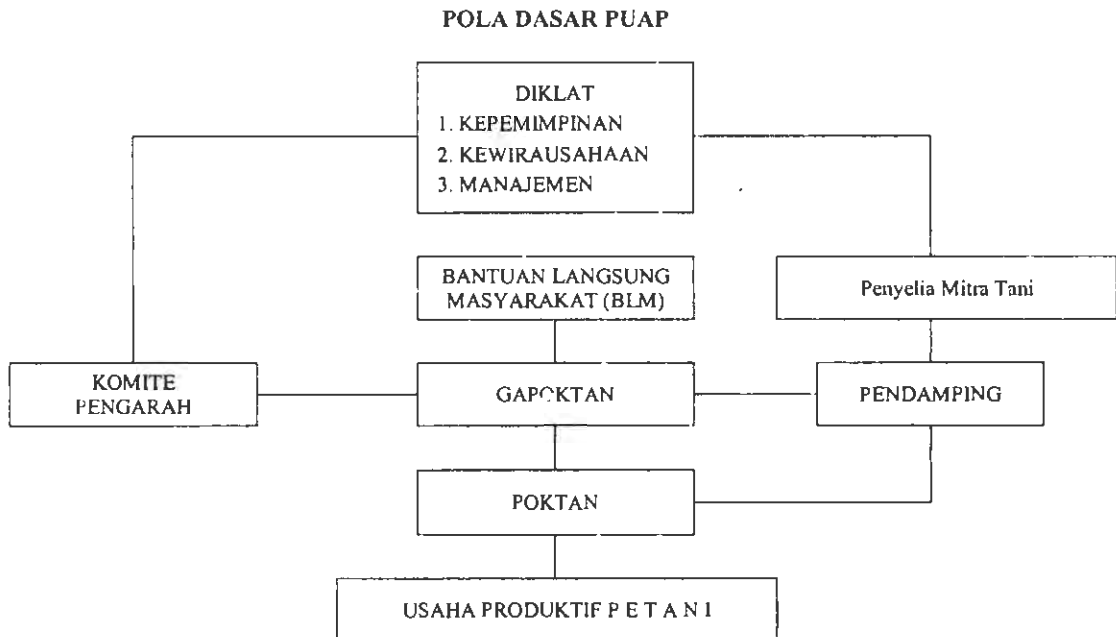 POLA DASAR PUAP
DIKLAT
1. KEPEMIMPINAN
2. KEWIRAUSAHAAN
3. MANAJEMEN
BANTUAN LANGSUNG
MASYARAKAT (BLM)
Penyelia Mitra Tani
KOMITE
PENGARAH
GAPOKTAN
PENDAMPING
POKTAN
USAHA PRODUKTIF P E T A N I